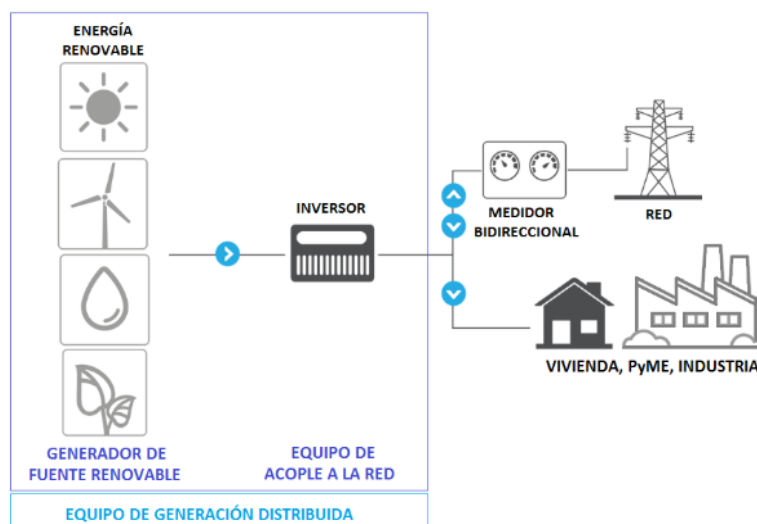 ENERGÍA
RENOVABLE
INVERSOR
MEDIDOR
BIDIRECCIONAL
RED
VIVIENDA, PyME, INDUSTRIA
GENERADOR DE
FUENTE RENOVABLE
EQUIPO DE
ACOPLE A LA RED
EQUIPO DE GENERACIÓN DISTRIBUIDA